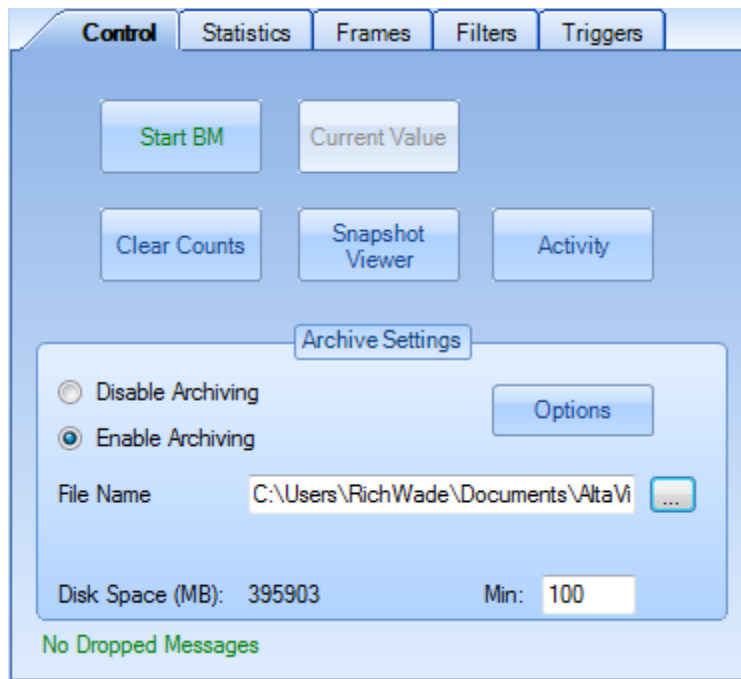 Control Statistics Frames Filters Triggers
Start BM Current Value
Clear Counts Snapshot Viewer Activity
Archive Settings
Disable Archiving
Options
Enable Archiving
File Name C:\Users\RichWade\Documents\AltaVi ...
Disk Space (MB): 395903 Min: 100
No Dropped Messages